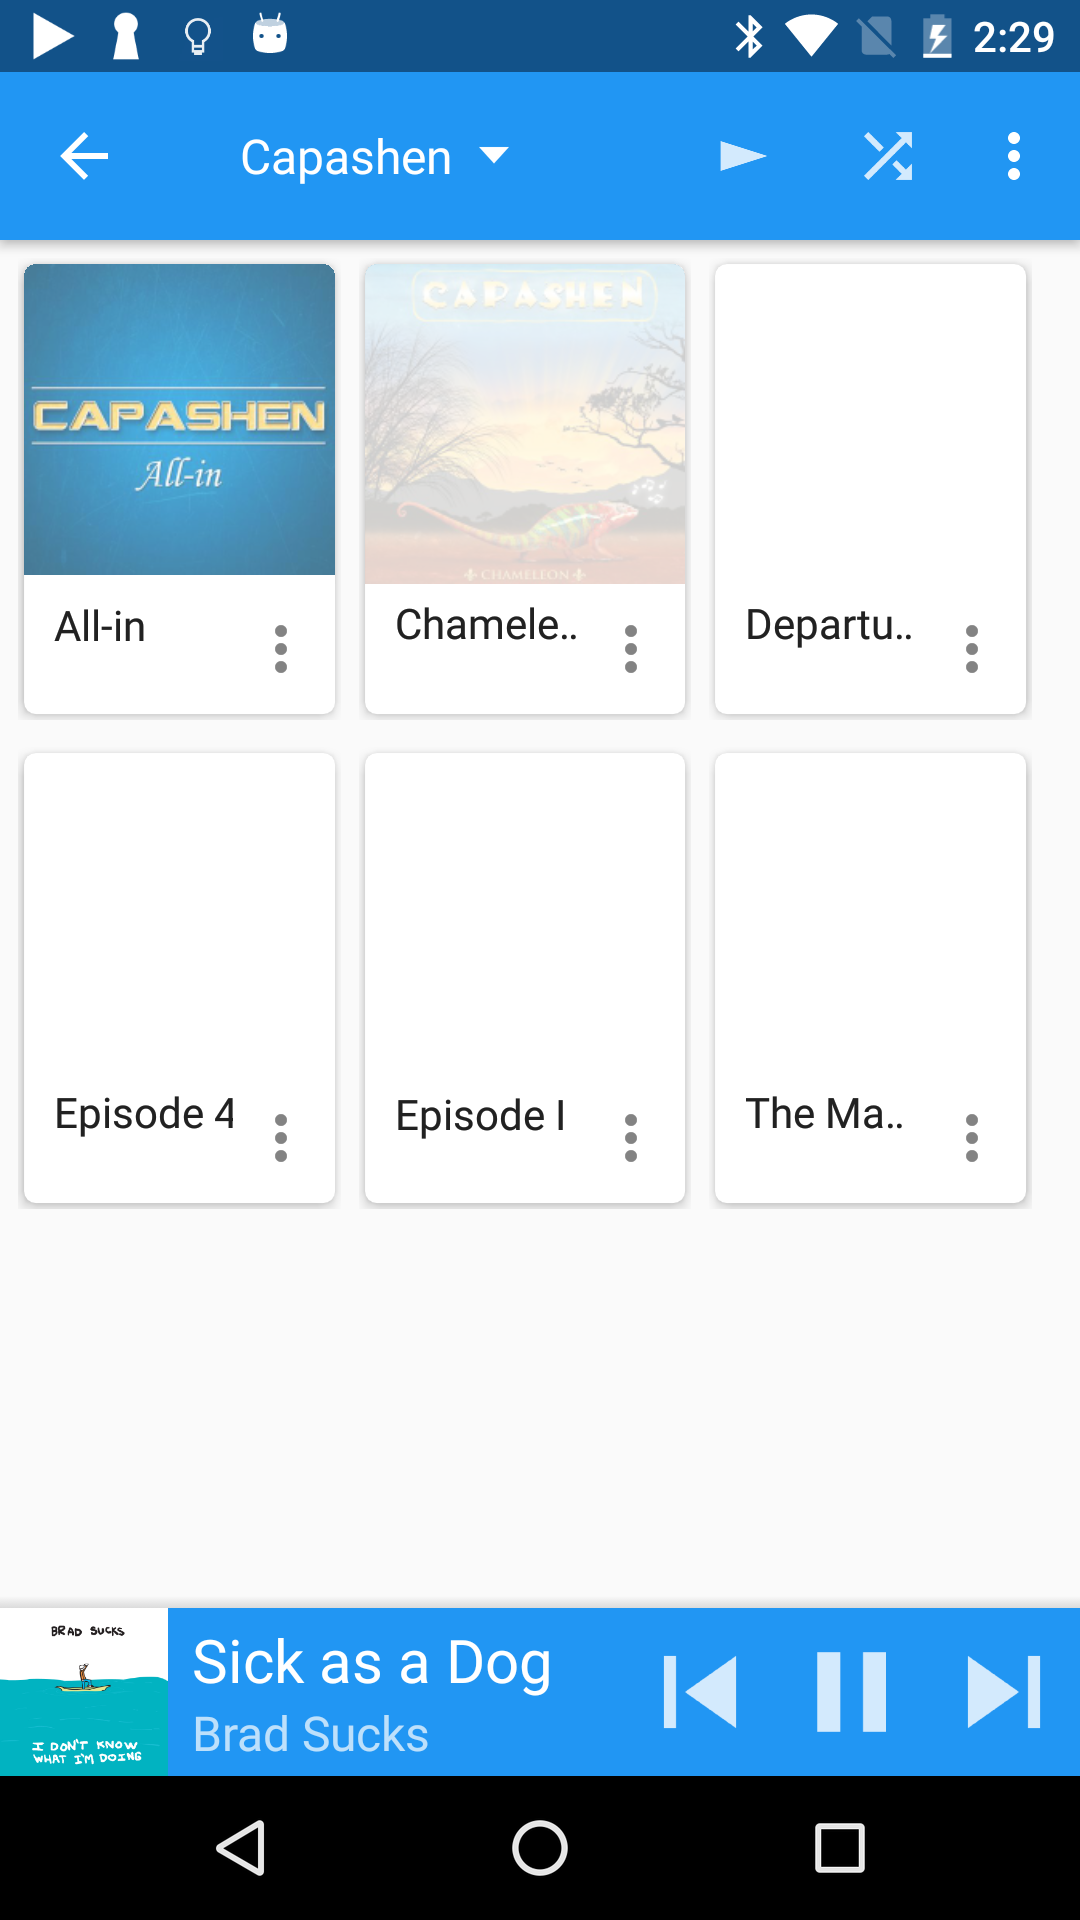 2:29
Capashen
CAPASHEN
All-in
CAPASHEN
CHAMELEON
All-in
Chamele..
Departu..
Episode 4
Episode I
The Ma..
BRAD SUCKS
I DON'T KNOW
WHAT I'M DOING
Sick as a Dog
Brad Sucks